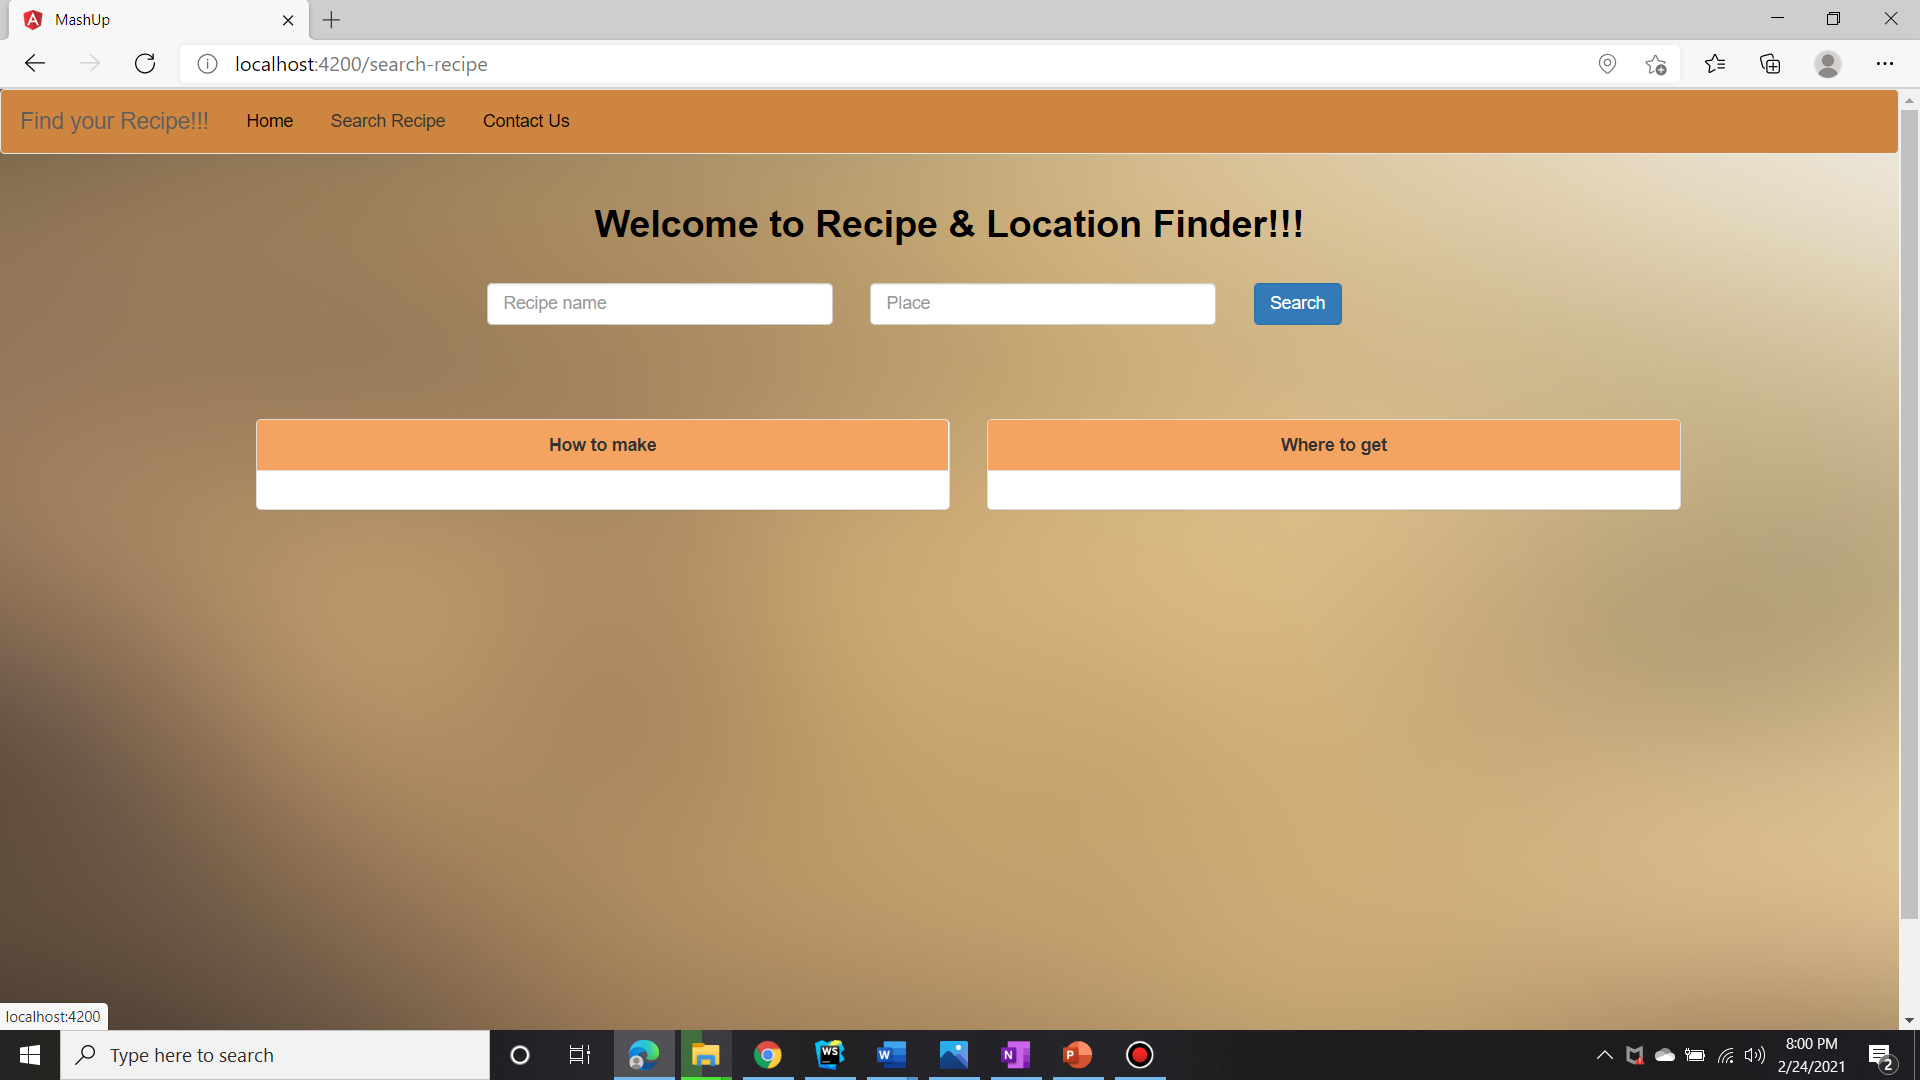 MashUp
localhost:4200/search-recipe
Find your Recipe!!! Home Search Recipe Contact Us
Welcome to Recipe & Location Finder!!!
Recipe name Place Search
How to make Where to get
localhost:4200
Type here to search
WS W N P
8:00 PM
2/24/2021
2